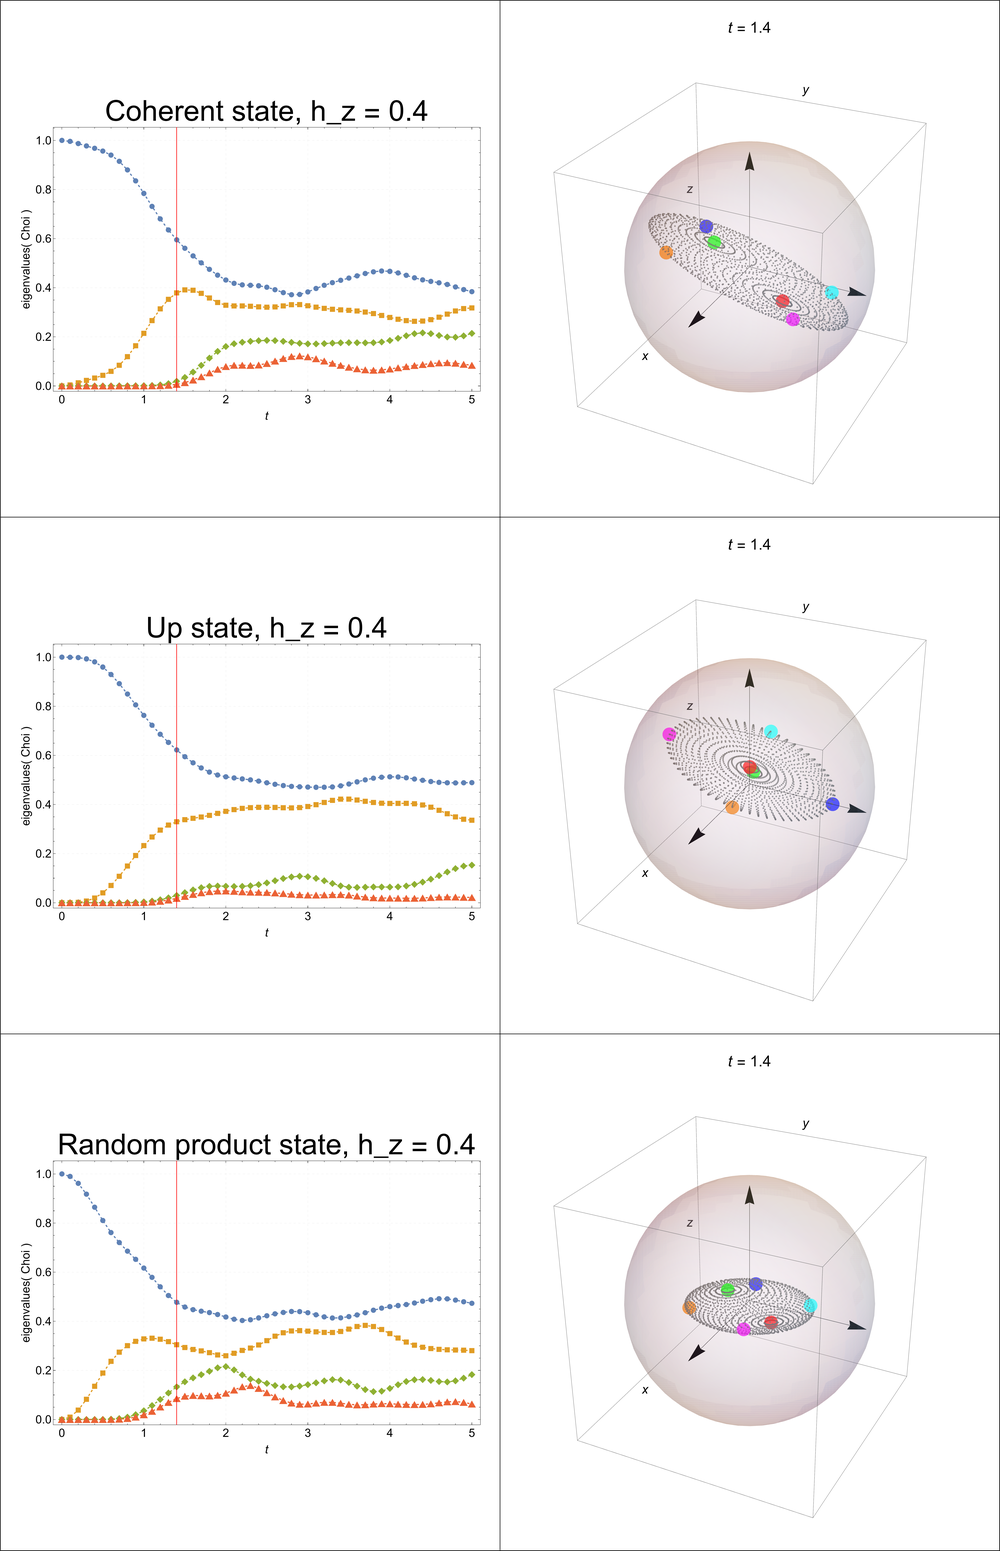 Coherent state, h_z = 0.4
eigenvalues( Choi )
1.0
0.8
0.6
0.4
0.2
0.0
0 1 2 3 4 5
t
t = 1.4
y
z
x
Up state, h_z = 0.4
eigenvalues( Choi )
1.0
0.8
0.6
0.4
0.2
0.0
0 1 2 3 4 5
t
t = 1.4
y
z
x
Random product state, h_z = 0.4
eigenvalues( Choi )
1.0
0.8
0.6
0.4
0.2
0.0
0 1 2 3 4 5
t
t = 1.4
y
z
x